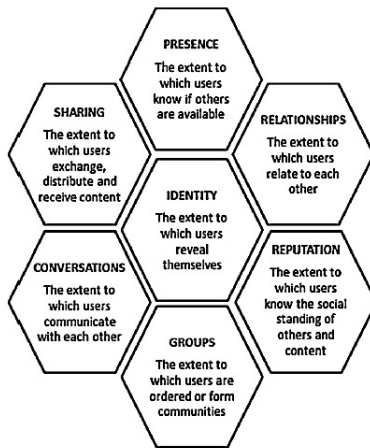 PRESENCE
The extent to
which users
know if others
are available
SHARING
The extent to
which users
exchange,
distribute and
receive content
RELATIONSHIPS
The extent to
which users
relate to each
other
IDENTITY
The extent to
which users
reveal
themselves
CONVERSATIONS
The extent to
which users
communicate
with each other
REPUTATION
The extent to
which users
know the social
standing of
others and
content
GROUPS
The extent to
which users are
ordered or form
communities